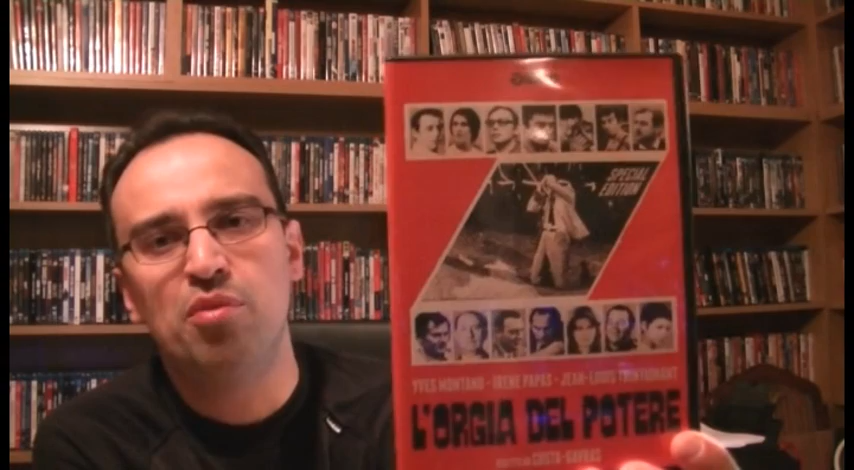 SPECIAL
EDITION
YVES MONTAND - IRENE PAPAS - JEAN-LOUIS TRINTIGNANT
L'ORGIA DEL POTERE
COSTA-GAVRAS